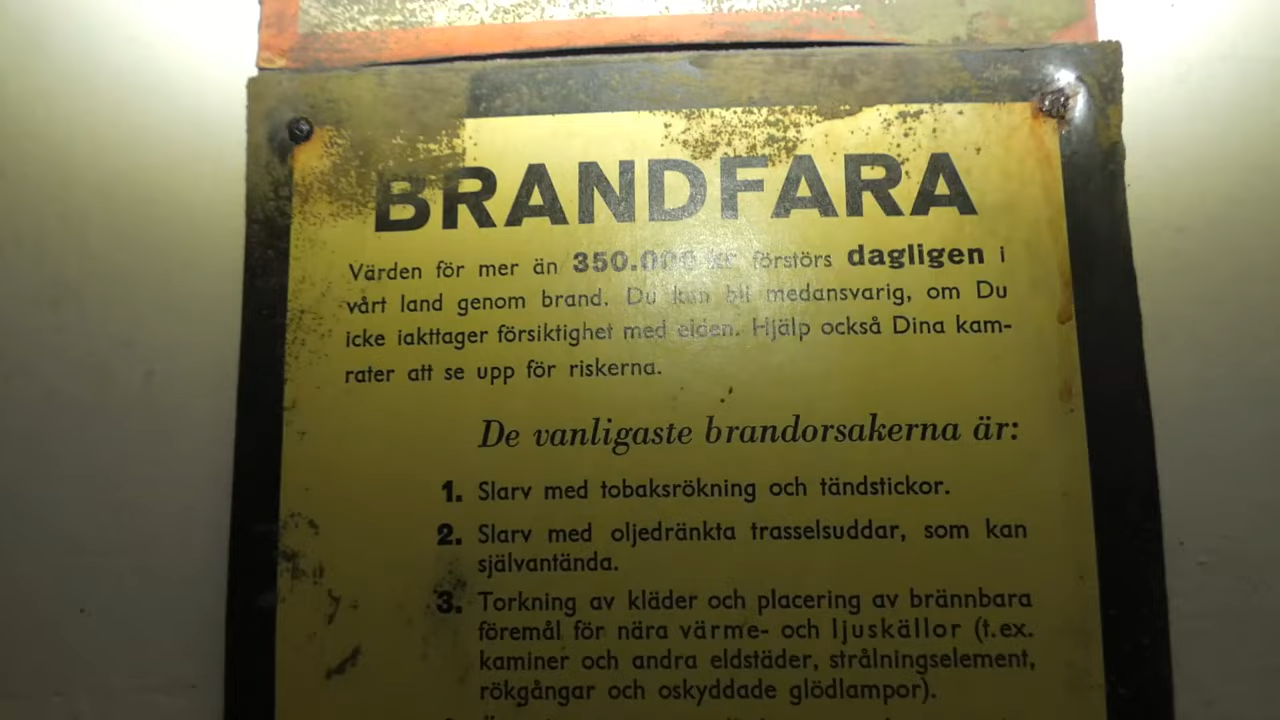 BRANDFARA
Värden för mer än 350.000 kr förstörs dagligen i
vårt land genom brand. Du kan bli medansvarig, om Du
icke iakttager försiktighet med elden. Hjälp också Dina kam-
rater att se upp för riskerna.
De vanligaste brandorsakerna är:
1. Slarv med tobaksrökning och tändstickor.
2. Slarv med oljedränkta trasselsuddar, som kan
självantända.
3. Torkning av kläder och placering av brännbara
föremål för nära värme- och ljuskällor (t.ex.
kaminer och andra eldstäder, strålningselement,
rökgångar och oskyddade glödlampor).